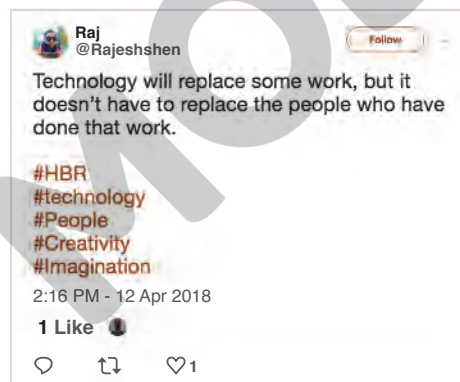 Raj
@Rajeshshen
Follow
Technology will replace some work, but it
doesn't have to replace the people who have
done that work.
#HBR
#technology
#People
#Creativity
#Imagination
2:16 PM - 12 Apr 2018
1 Like
1